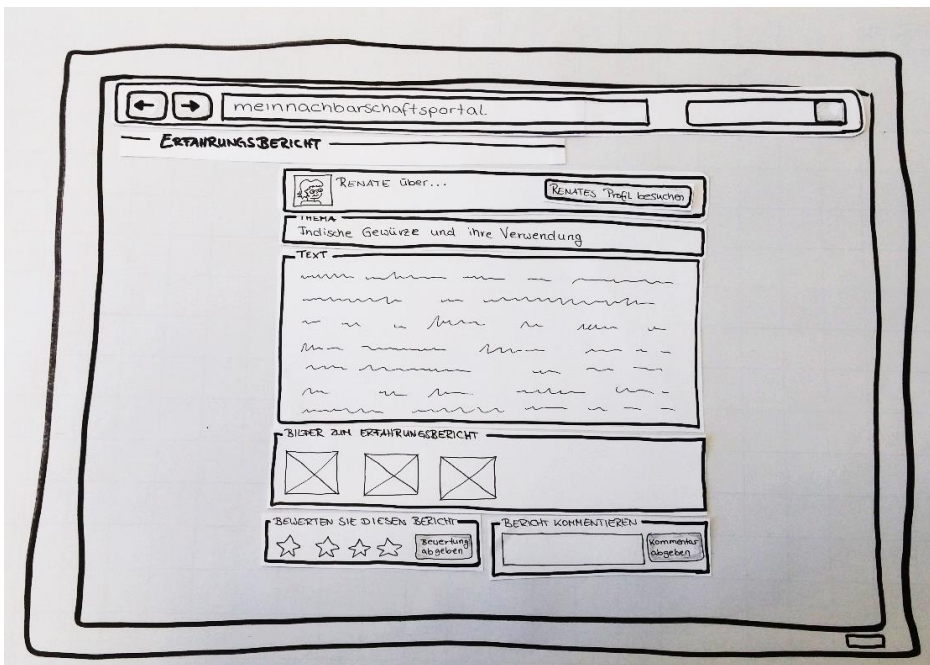 meinnachbarschaftsportal
ERFAHRUNGSBERICHT
RENATE über...
RENATES Profil besuchen
THEMA
Indische Gewürze und ihre Verwendung
TEXT
BILDER ZUM ERFAHRUNGSBERICHT
BEWERTEN SIE DIESEN BERICHT
Bewertung
abgeben
BERICHT KOMMENTIEREN
Kommentar
abgeben